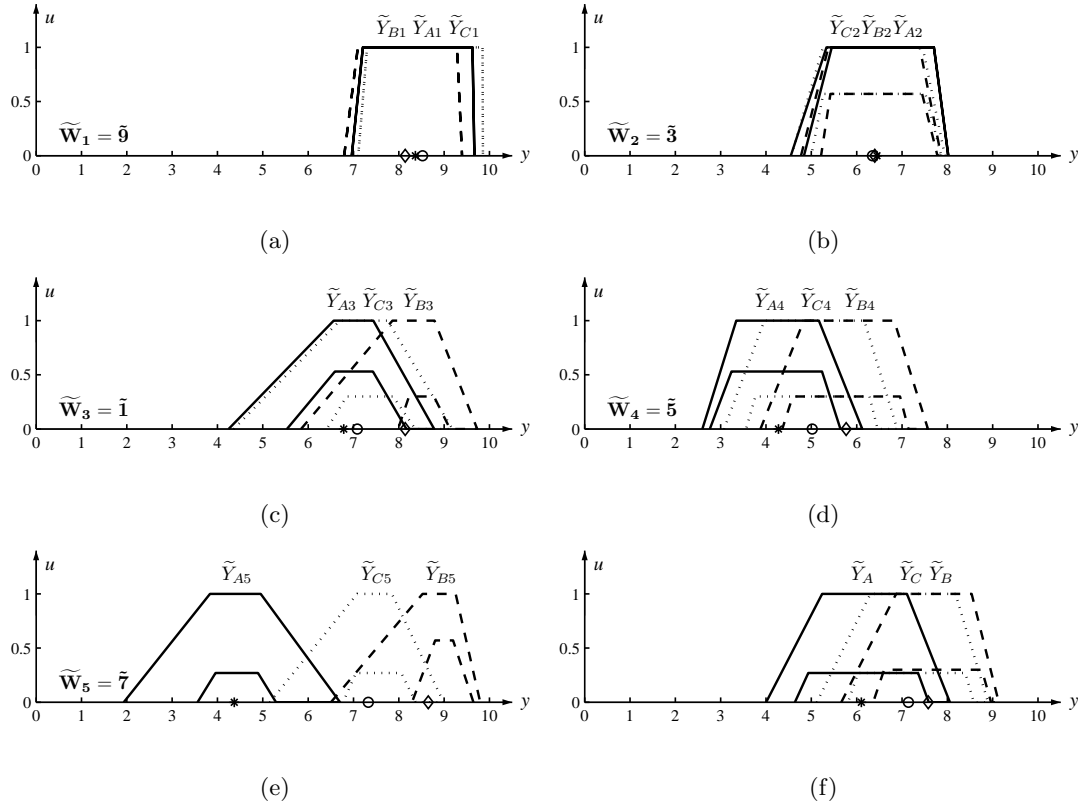 u
Ỹ_B1 Ỹ_A1 Ỹ_C1
1
0.5
W̃_1 = 9̃
0
y
0 1 2 3 4 5 6 7 8 9 10
(a)
u
Ỹ_C2 Ỹ_B2 Ỹ_A2
1
0.5
W̃_2 = 3̃
0
y
0 1 2 3 4 5 6 7 8 9 10
(b)
u
Ỹ_A3 Ỹ_C3 Ỹ_B3
1
0.5
W̃_3 = 1̃
0
y
0 1 2 3 4 5 6 7 8 9 10
(c)
u
Ỹ_A4 Ỹ_C4 Ỹ_B4
1
0.5
W̃_4 = 5̃
0
y
0 1 2 3 4 5 6 7 8 9 10
(d)
u
Ỹ_A5 Ỹ_C5 Ỹ_B5
1
0.5
W̃_5 = 7̃
0
y
0 1 2 3 4 5 6 7 8 9 10
(e)
u
Ỹ_A Ỹ_C Ỹ_B
1
0.5
0
y
0 1 2 3 4 5 6 7 8 9 10
(f)